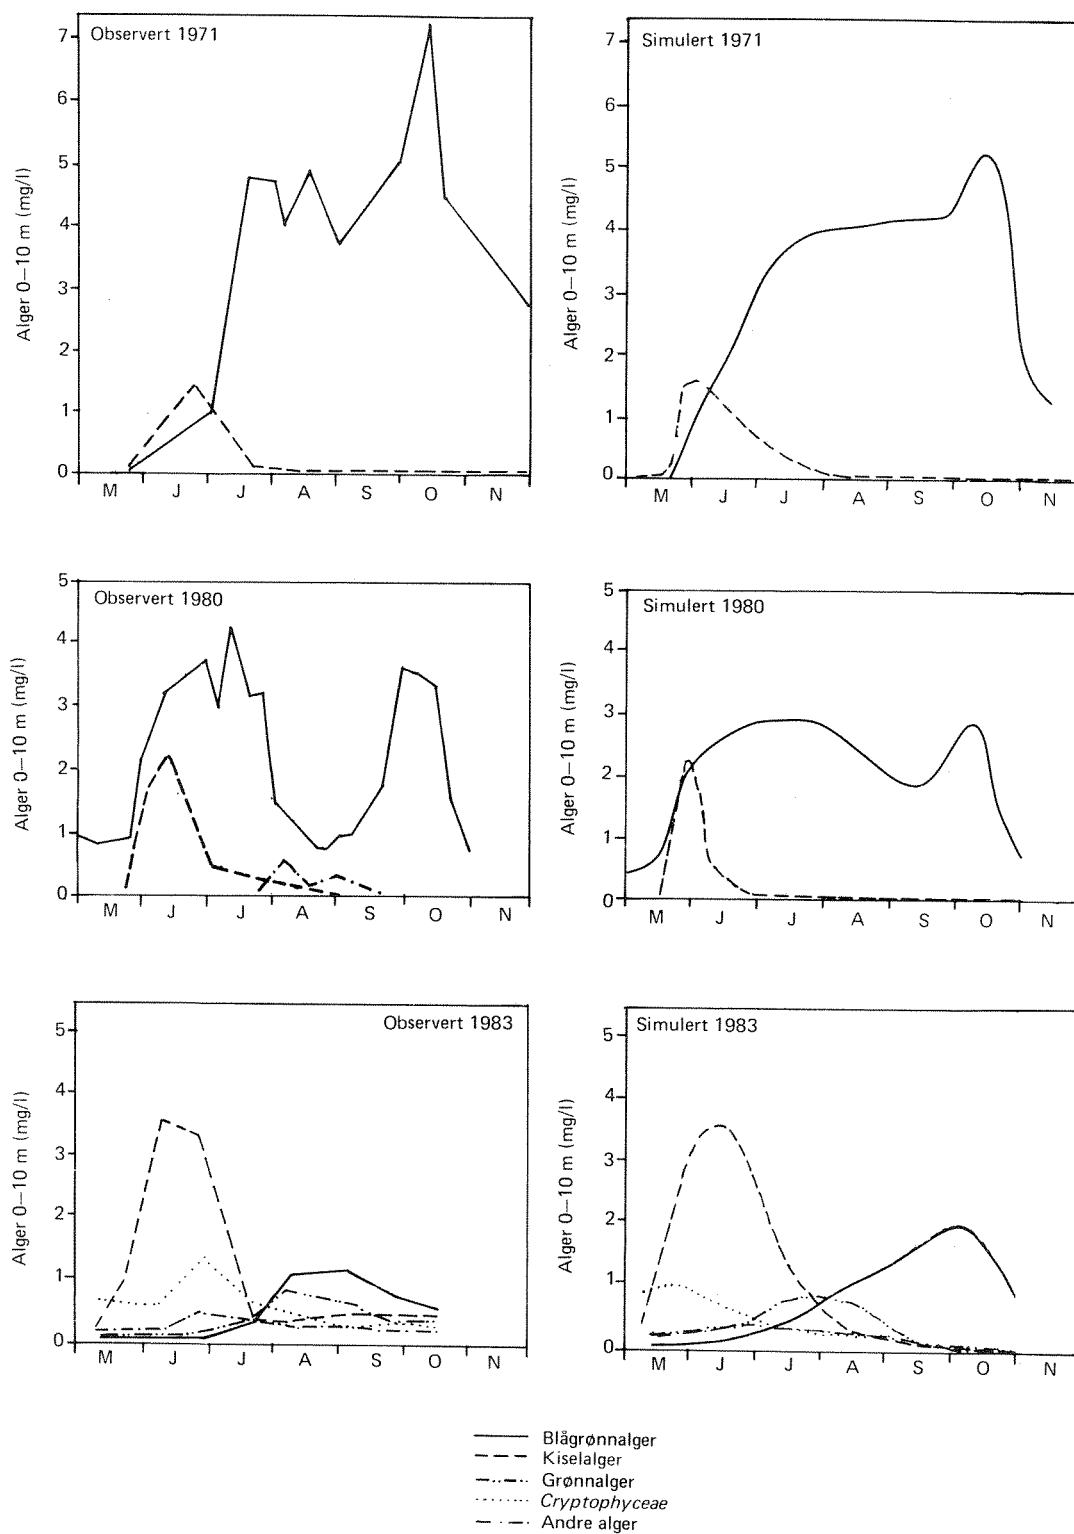 Observert 1971
Alger 0–10 m (mg/l)
7
6
5
4
3
2
1
0
M J J A S O N
Simulert 1971
Alger 0–10 m (mg/l)
7
6
5
4
3
2
1
0
M J J A S O N
Observert 1980
Alger 0–10 m (mg/l)
5
4
3
2
1
0
M J J A S O N
Simulert 1980
Alger 0–10 m (mg/l)
5
4
3
2
1
0
M J J A S O N
Observert 1983
Alger 0–10 m (mg/l)
5
4
3
2
1
0
M J J A S O N
Simulert 1983
Alger 0–10 m (mg/l)
5
4
3
2
1
0
M J J A S O N
Blågrønnalger
Kiselalger
Grønnalger
Cryptophyceae
Andre alger